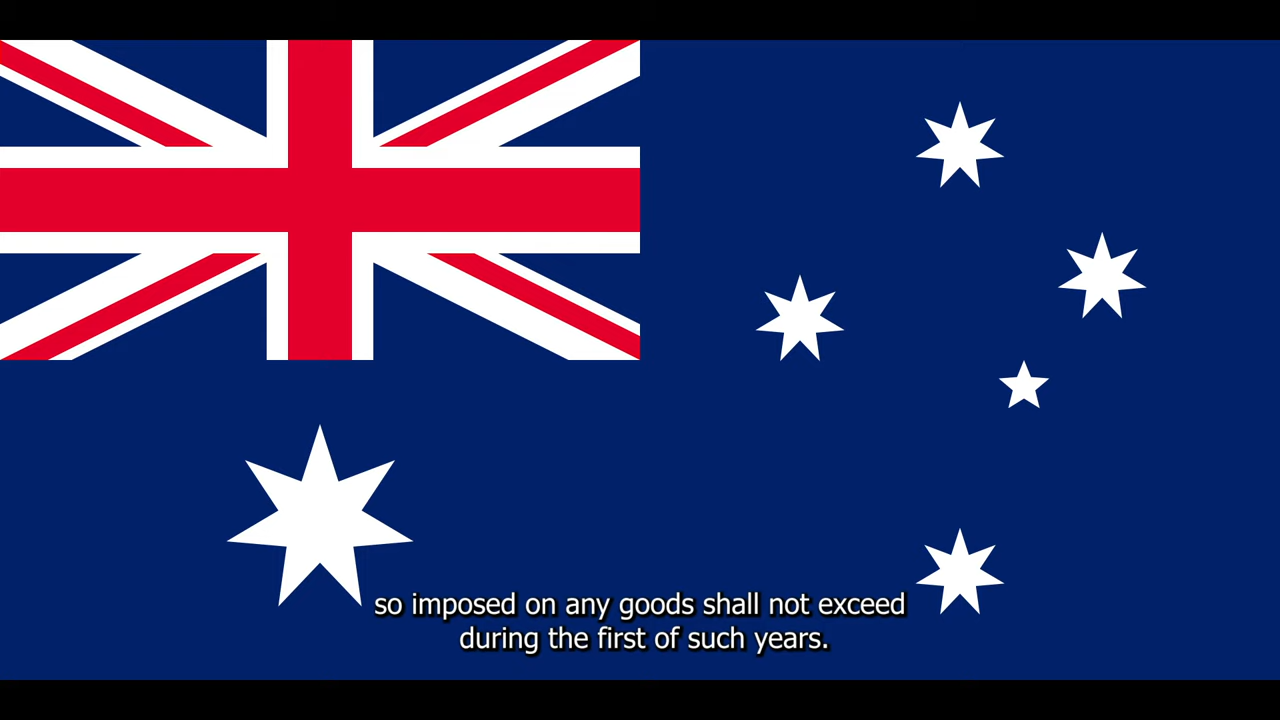 so imposed on any goods shall not exceed
during the first of such years.